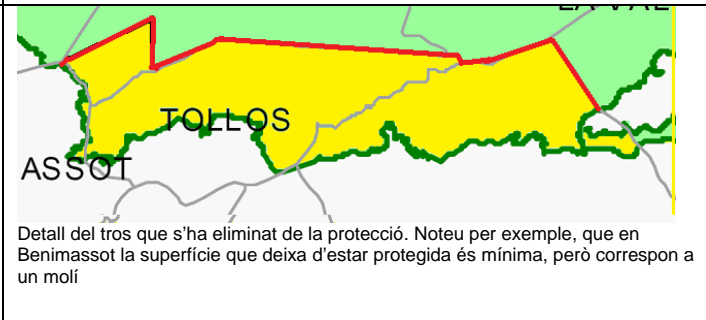 TOLLOS
ASSOT
Detall del tros que s'ha eliminat de la protecció. Noteu per exemple, que en
Benimassot la superfície que deixa d'estar protegida és mínima, però correspon a
un molí